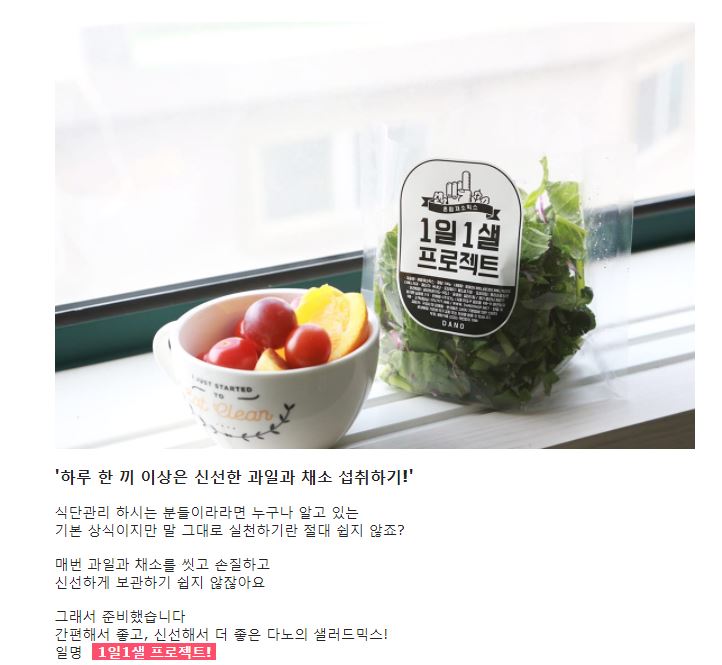 혼합채소믹스
1일1샐
프로젝트
DANO
I JUST STARTED
TO
Eat Clean
'하루 한 끼 이상은 신선한 과일과 채소 섭취하기!'
식단관리 하시는 분들이라라면 누구나 알고 있는
기본 상식이지만 말 그대로 실천하기란 절대 쉽지 않죠?
매번 과일과 채소를 씻고 손질하고
신선하게 보관하기 쉽지 않잖아요
그래서 준비했습니다
간편해서 좋고, 신선해서 더 좋은 다노의 샐러드믹스!
일명 1일1샐 프로젝트!